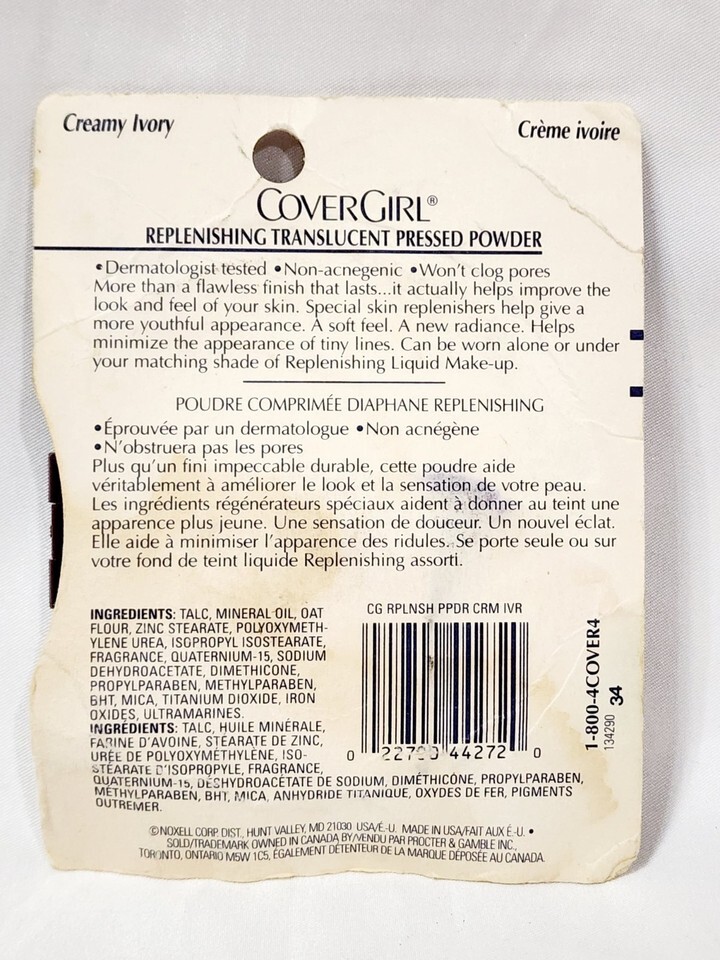 Creamy Ivory
Crème ivoire
COVERGIRL®
REPLENISHING TRANSLUCENT PRESSED POWDER
•Dermatologist tested •Non-acnegenic •Won't clog pores
More than a flawless finish that lasts...it actually helps improve the
look and feel of your skin. Special skin replenishers help give a
more youthful appearance. A soft feel. A new radiance. Helps
minimize the appearance of tiny lines. Can be worn alone or under
your matching shade of Replenishing Liquid Make-up.
POUDRE COMPRIMÉE DIAPHANE REPLENISHING
•Éprouvée par un dermatologue •Non acnégène
•N'obstruera pas les pores
Plus qu'un fini impeccable durable, cette poudre aide
véritablement à améliorer le look et la sensation de votre peau.
Les ingrédients régénérateurs spéciaux aident à donner au teint une
apparence plus jeune. Une sensation de douceur. Un nouvel éclat.
Elle aide à minimiser l'apparence des ridules. Se porte seule ou sur
votre fond de teint liquide Replenishing assorti.
INGREDIENTS: TALC, MINERAL OIL, OAT
FLOUR, ZINC STEARATE, POLYOXYMETH-
YLENE UREA, ISOPROPYL ISOSTEARATE,
FRAGRANCE, QUATERNIUM-15, SODIUM
DEHYDROACETATE, DIMETHICONE,
PROPYLPARABEN, METHYLPARABEN,
BHT, MICA, TITANIUM DIOXIDE, IRON
OXIDES, ULTRAMARINES.
INGRÉDIENTS: TALC, HUILE MINÉRALE,
FARINE D'AVOINE, STÉARATE DE ZINC,
URÉE DE POLYOXYMÉTHYLÈNE, ISO-
STÉARATE D'ISOPROPYLE, FRAGRANCE,
QUATERNIUM-15, DÉSHYDROACÉTATE DE SODIUM, DIMÉTHICONE, PROPYLPARABEN,
MÉTHYLPARABEN, BHT, MICA, ANHYDRIDE TITANIQUE, OXYDES DE FER, PIGMENTS
OUTREMER.
CG RPLNSH PPDR CRM IVR
0 22700 44272 0
1-800-4COVER4
134290 34
©NOXELL CORP. DIST., HUNT VALLEY, MD 21030 USA/É.-U. MADE IN USA/FAIT AUX É.-U. •
SOLD/TRADEMARK OWNED IN CANADA BY/VENDU PAR PROCTER & GAMBLE INC.,
TORONTO, ONTARIO M5W 1C5, ÉGALEMENT DÉTENTEUR DE LA MARQUE DÉPOSÉE AU CANADA.